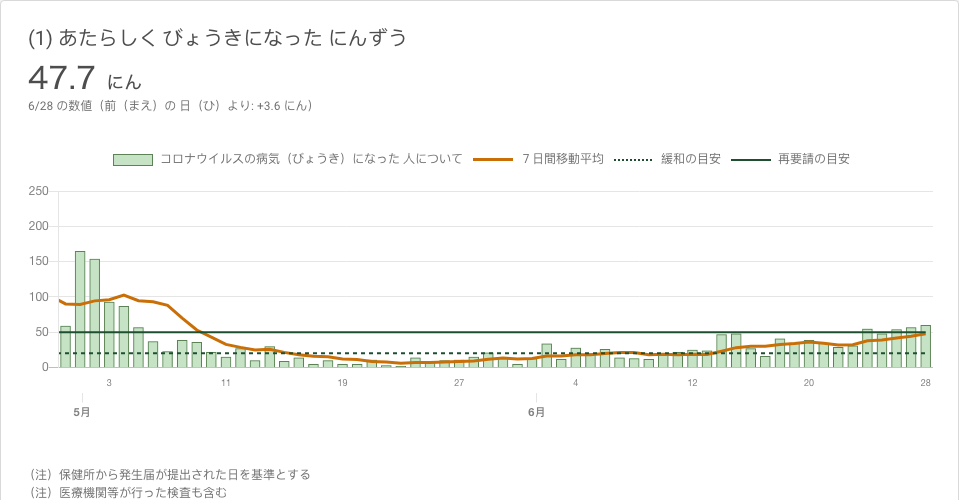 (1) あたらしく びょうきになった にんずう
47.7 にん
6/28 の数値（前（まえ）の 日（ひ）より: +3.6 にん）
コロナウイルスの病気（びょうき）になった 人について ７日間移動平均 緩和の目安 再要請の目安
250
200
150
100
50
0
3 11 19 27 4 12 20 28
5月 6月
（注）保健所から発生届が提出された日を基準とする
（注）医療機関等が行った検査も含む